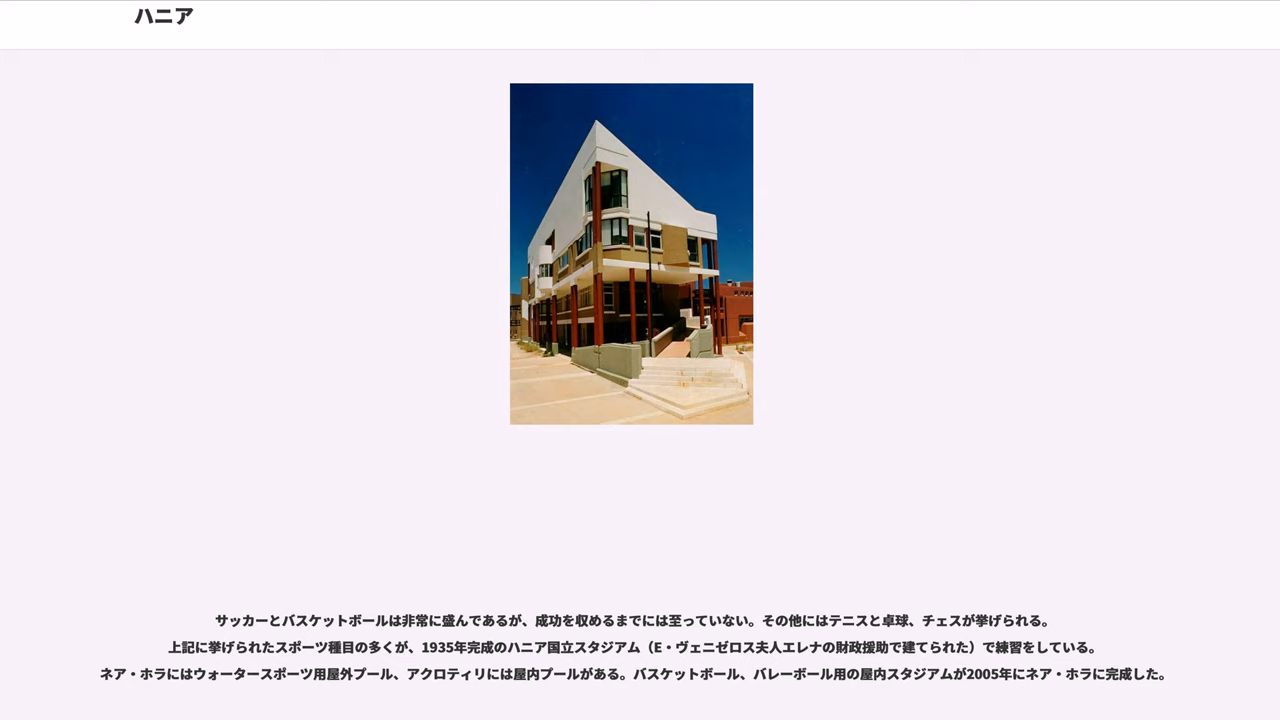 ハニア
サッカーとバスケットボールは非常に盛んであるが、成功を収めるまでには至っていない。その他にはテニスと卓球、チェスが挙げられる。
上記に挙げられたスポーツ種目の多くが、1935年完成のハニア国立スタジアム（E・ヴェニゼロス夫人エレナの財政援助で建てられた）で練習をしている。
ネア・ホラにはウォータースポーツ用屋外プール、アクロティリには屋内プールがある。バスケットボール、バレーボール用の屋内スタジアムが2005年にネア・ホラに完成した。